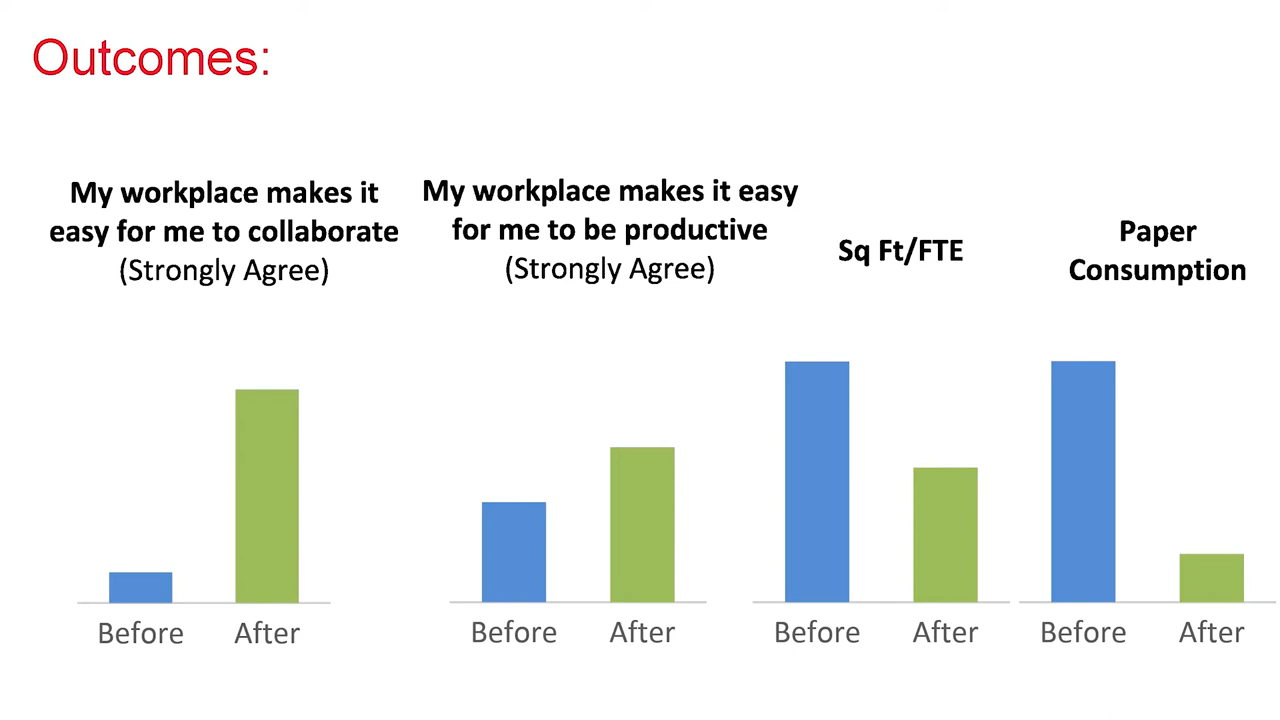 Outcomes:
My workplace makes it
easy for me to collaborate
(Strongly Agree)
My workplace makes it easy
for me to be productive
(Strongly Agree)
Sq Ft/FTE
Paper
Consumption
Before
After
Before
After
Before
After
Before
After